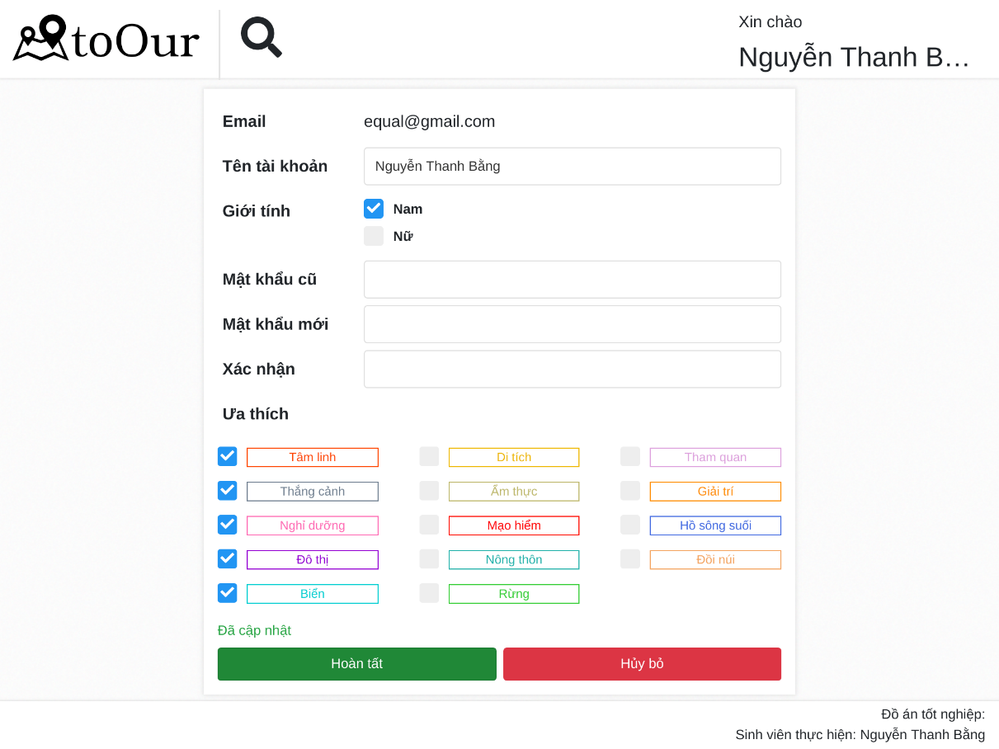 toOur
Xin chào
Nguyễn Thanh B…
Email
equal@gmail.com
Tên tài khoản
Nguyễn Thanh Bằng
Giới tính
Nam
Nữ
Mật khẩu cũ
Mật khẩu mới
Xác nhận
Ưa thích
Tâm linh
Di tích
Tham quan
Thắng cảnh
Ẩm thực
Giải trí
Nghỉ dưỡng
Mạo hiểm
Hồ sông suối
Đô thị
Nông thôn
Đồi núi
Biển
Rừng
Đã cập nhật
Hoàn tất
Hủy bỏ
Đồ án tốt nghiệp:
Sinh viên thực hiện: Nguyễn Thanh Bằng